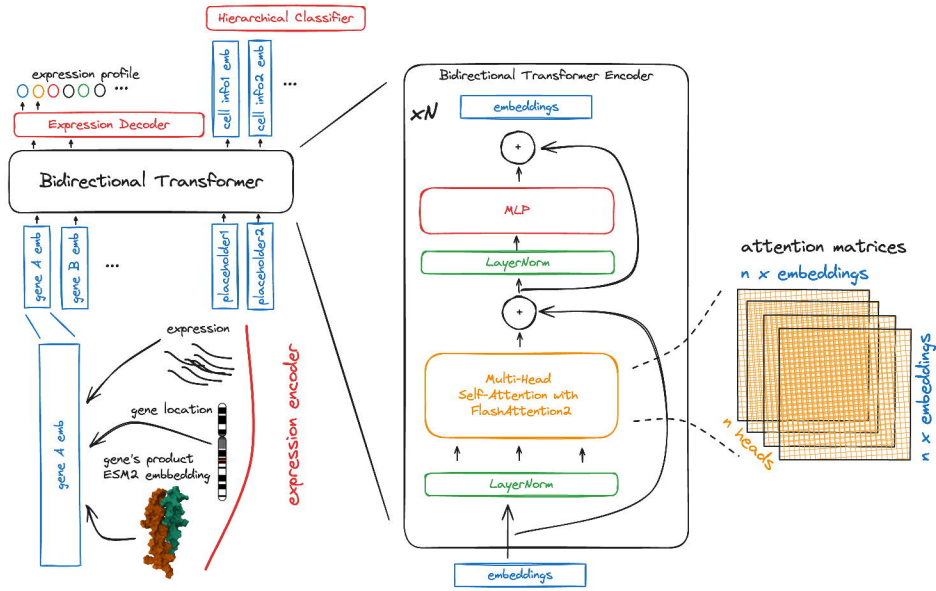 Hierarchical Classifier
expression profile
...
Expression Decoder
cell info1 emb
cell info2 emb
...
Bidirectional Transformer
gene A emb
gene B emb
...
placeholder1
placeholder2
expression
gene location
gene's product
ESM2 embbedding
gene A emb
expression encoder
Bidirectional Transformer Encoder
xN
embeddings
+
MLP
LayerNorm
+
Multi-Head
Self-Attention with
FlashAttention2
LayerNorm
embeddings
attention matrices
n x embeddings
n x embeddings
n heads